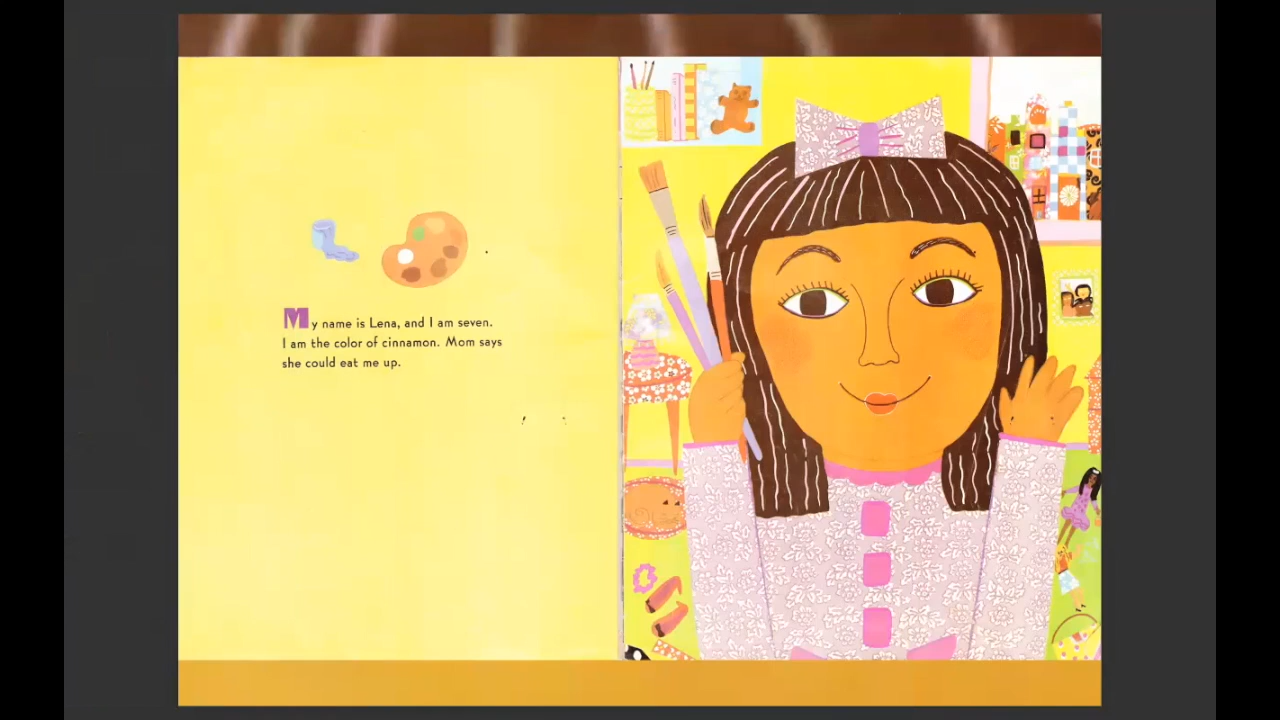 My name is Lena, and I am seven.
I am the color of cinnamon. Mom says
she could eat me up.